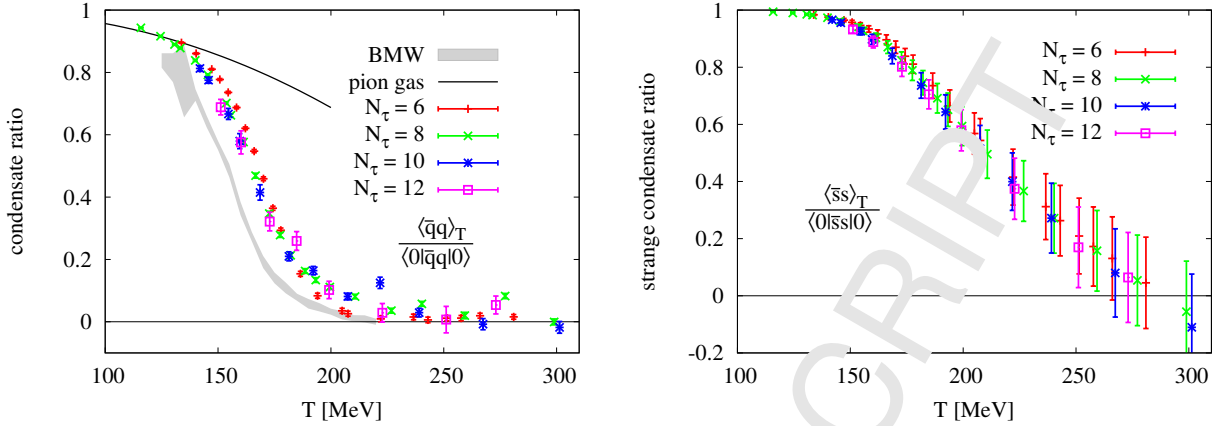 condensate ratio
1
0.8
0.6
0.4
0.2
0
100
150
200
250
300
T [MeV]
BMW
pion gas
Nτ = 6
Nτ = 8
Nτ = 10
Nτ = 12
⟨q̄q⟩T
⟨0|q̄q|0⟩
strange condensate ratio
1
0.8
0.6
0.4
0.2
0
-0.2
100
150
200
250
300
T [MeV]
Nτ = 6
Nτ = 8
Nτ = 10
Nτ = 12
⟨s̄s⟩T
⟨0|s̄s|0⟩
CRIPT